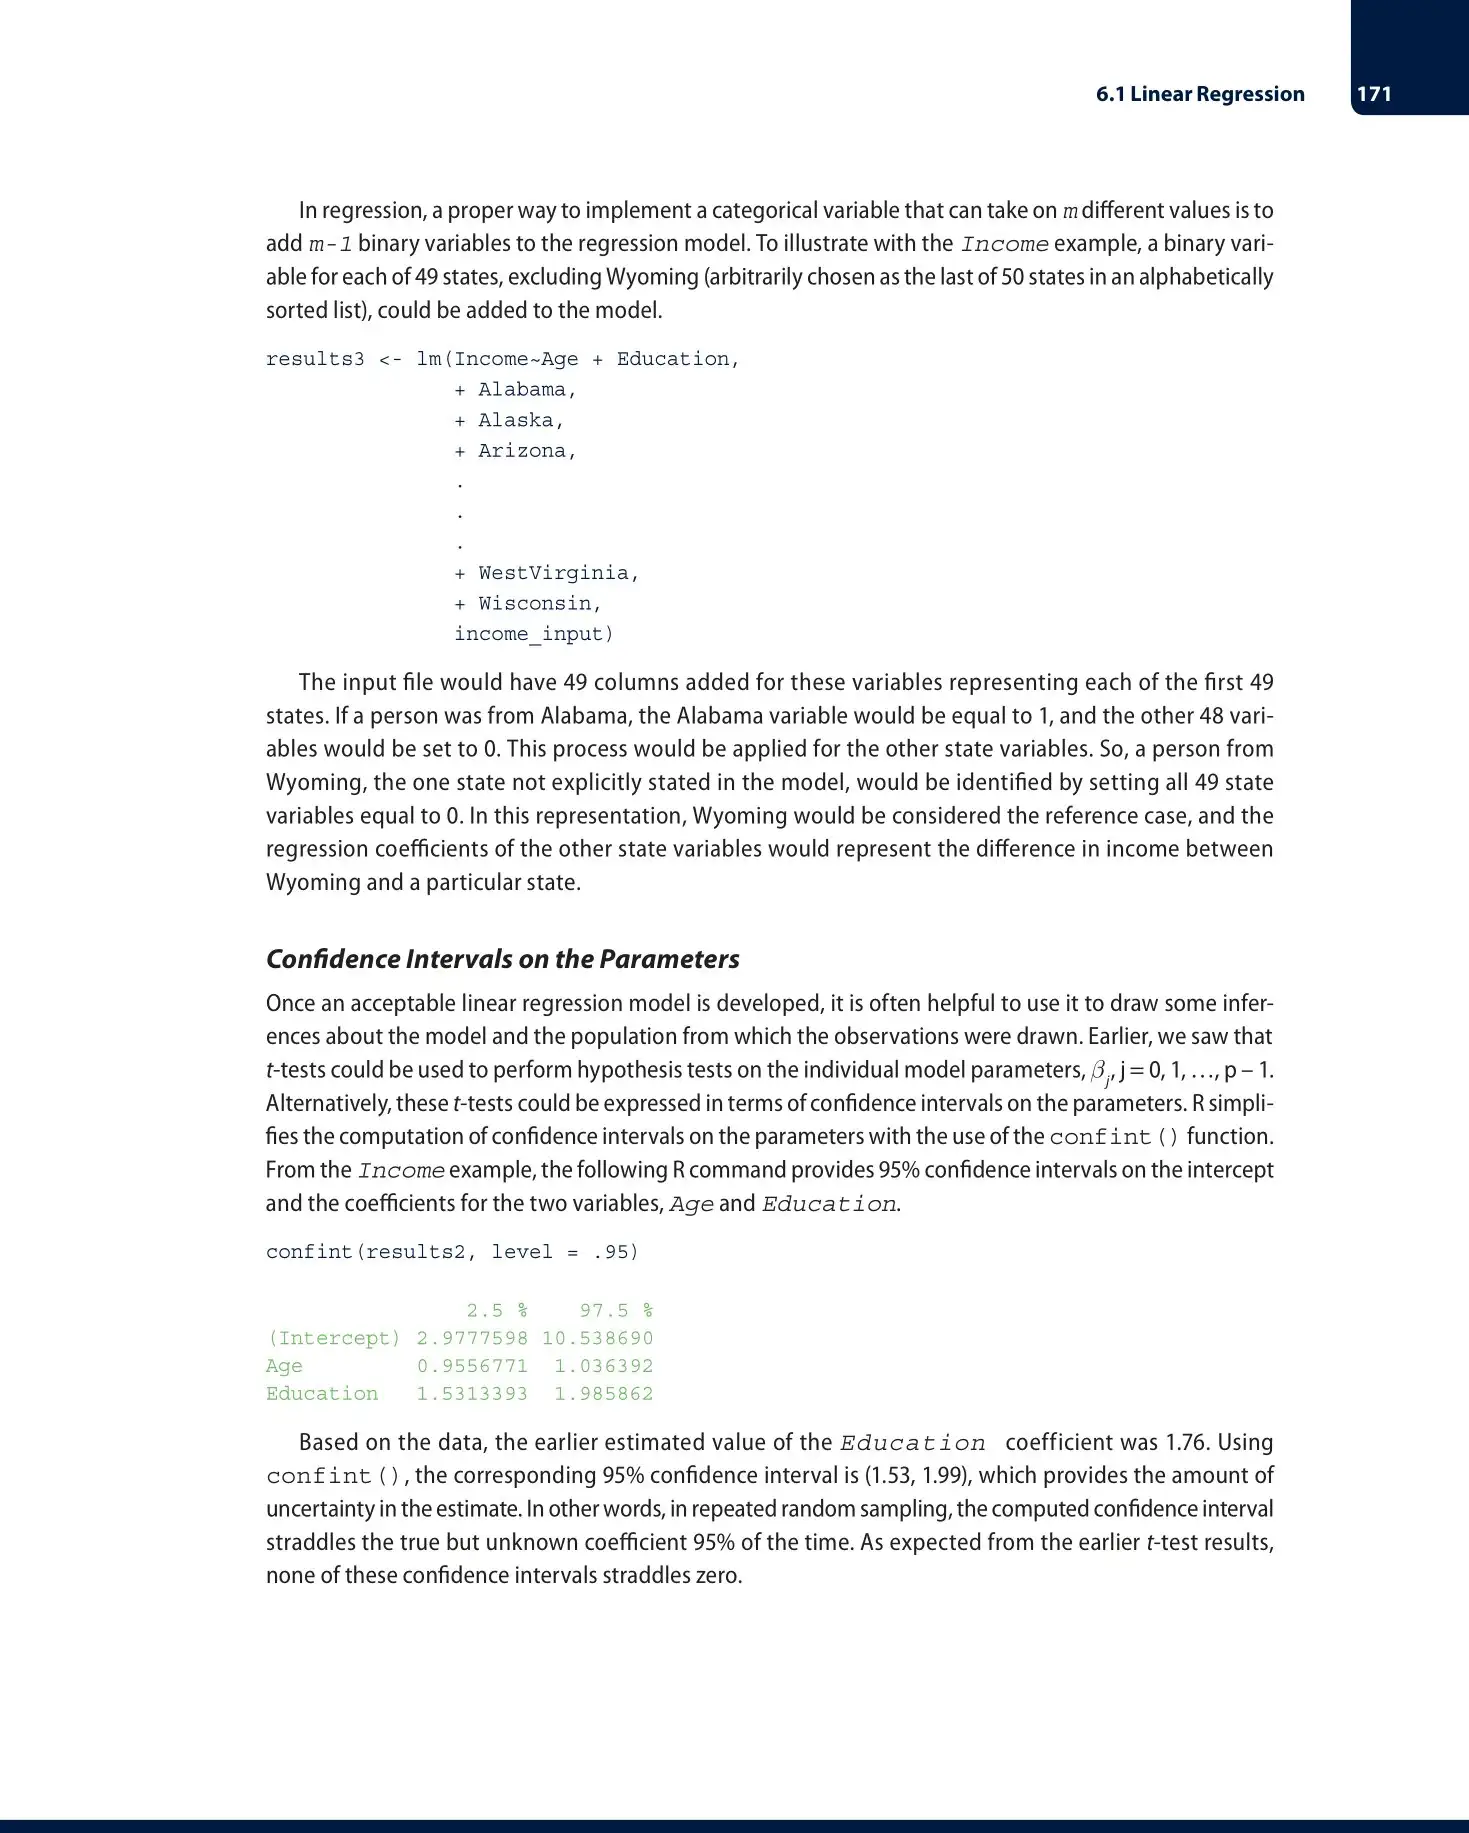 6.1 Linear Regression 171
In regression, a proper way to implement a categorical variable that can take on m different values is to
add m-1 binary variables to the regression model. To illustrate with the Income example, a binary vari-
able for each of 49 states, excluding Wyoming (arbitrarily chosen as the last of 50 states in an alphabetically
sorted list), could be added to the model.
results3 <- lm(Income~Age + Education,
+ Alabama,
+ Alaska,
+ Arizona,
.
.
.
+ WestVirginia,
+ Wisconsin,
income_input)
The input file would have 49 columns added for these variables representing each of the first 49
states. If a person was from Alabama, the Alabama variable would be equal to 1, and the other 48 vari-
ables would be set to 0. This process would be applied for the other state variables. So, a person from
Wyoming, the one state not explicitly stated in the model, would be identified by setting all 49 state
variables equal to 0. In this representation, Wyoming would be considered the reference case, and the
regression coefficients of the other state variables would represent the difference in income between
Wyoming and a particular state.
Confidence Intervals on the Parameters
Once an acceptable linear regression model is developed, it is often helpful to use it to draw some infer-
ences about the model and the population from which the observations were drawn. Earlier, we saw that
t-tests could be used to perform hypothesis tests on the individual model parameters, βj, j = 0, 1, …, p – 1.
Alternatively, these t-tests could be expressed in terms of confidence intervals on the parameters. R simpli-
fies the computation of confidence intervals on the parameters with the use of the confint() function.
From the Income example, the following R command provides 95% confidence intervals on the intercept
and the coefficients for the two variables, Age and Education.
confint(results2, level = .95)
2.5 % 97.5 %
(Intercept) 2.9777598 10.538690
Age 0.9556771 1.036392
Education 1.5313393 1.985862
Based on the data, the earlier estimated value of the Education coefficient was 1.76. Using
confint(), the corresponding 95% confidence interval is (1.53, 1.99), which provides the amount of
uncertainty in the estimate. In other words, in repeated random sampling, the computed confidence interval
straddles the true but unknown coefficient 95% of the time. As expected from the earlier t-test results,
none of these confidence intervals straddles zero.